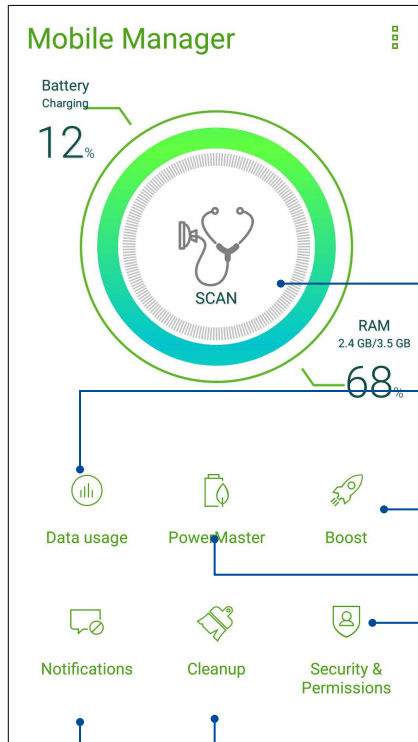 Mobile Manager
Battery
Charging
12%
SCAN
RAM
2.4 GB/3.5 GB
68%
Data usage
PowerMaster
Boost
Notifications
Cleanup
Security &
Permissions